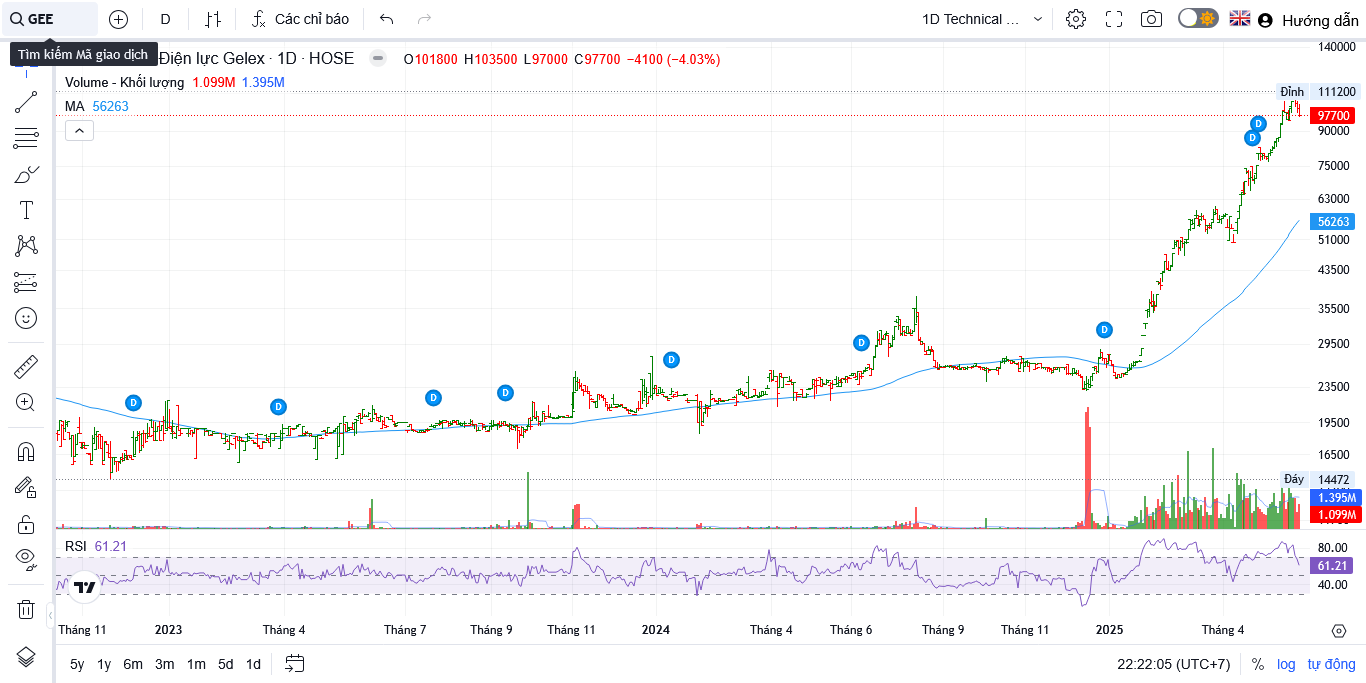 GEE
D
Các chỉ báo
1D Technical ...
Hướng dẫn
Tìm kiếm Mã giao dịch
Điện lực Gelex · 1D · HOSE
O101800 H103500 L97000 C97700 −4100 (−4.03%)
Volume - Khối lượng 1.099M 1.395M
MA 56263
140000
Đỉnh 111200
97700
90000
75000
63000
56263
51000
43500
35500
29500
23500
19500
16500
Đáy 14472
1.395M
1.099M
D
D
D
D
D
D
D
D
D
RSI 61.21
80.00
61.21
40.00
Tháng 11 2023 Tháng 4 Tháng 7 Tháng 9 Tháng 11 2024 Tháng 4 Tháng 6 Tháng 9 Tháng 11 2025 Tháng 4
5y 1y 6m 3m 1m 5d 1d
22:22:05 (UTC+7) % log tự động